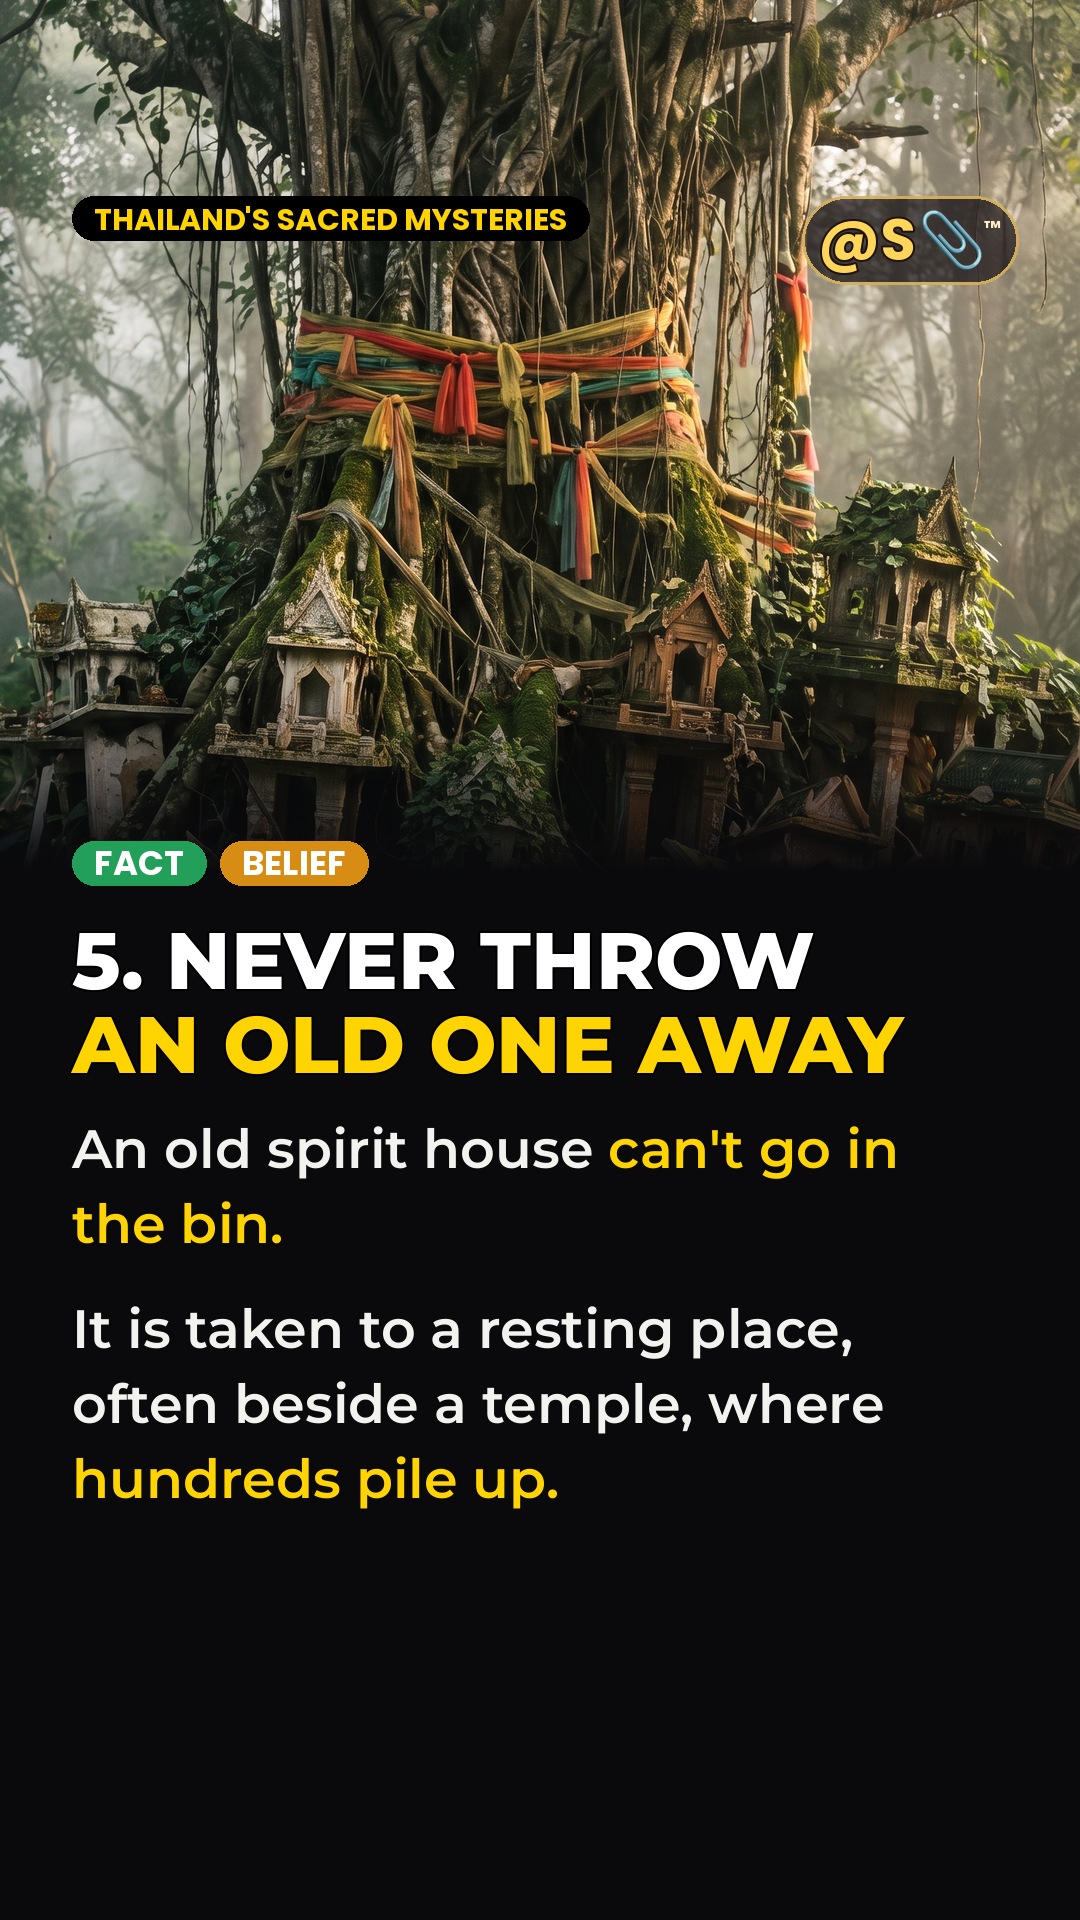 THAILAND'S SACRED MYSTERIES
@S📎™
FACT BELIEF
5. NEVER THROW
AN OLD ONE AWAY
An old spirit house can't go in
the bin.
It is taken to a resting place,
often beside a temple, where
hundreds pile up.